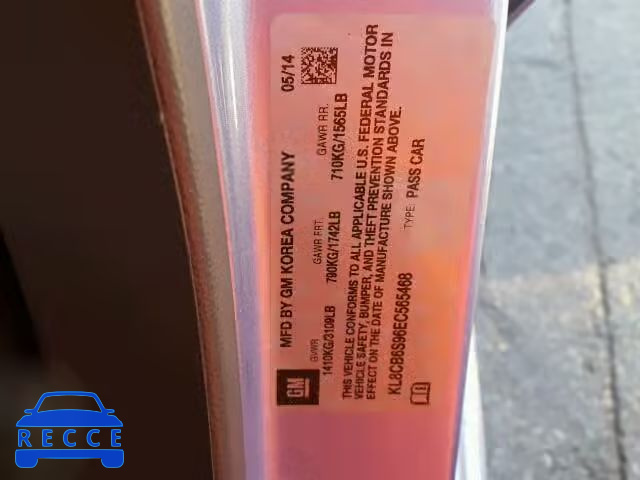 MFD BY GM KOREA COMPANY 05/14
GVWR GAWR FRT. GAWR RR.
1410KG/3109LB 790KG/1742LB 710KG/1565LB
THIS VEHICLE CONFORMS TO ALL APPLICABLE U.S. FEDERAL MOTOR
VEHICLE SAFETY, BUMPER, AND THEFT PREVENTION STANDARDS IN
EFFECT ON THE DATE OF MANUFACTURE SHOWN ABOVE.
KL8CB6S96EC565468 TYPE: PASS CAR
GM
RECCE